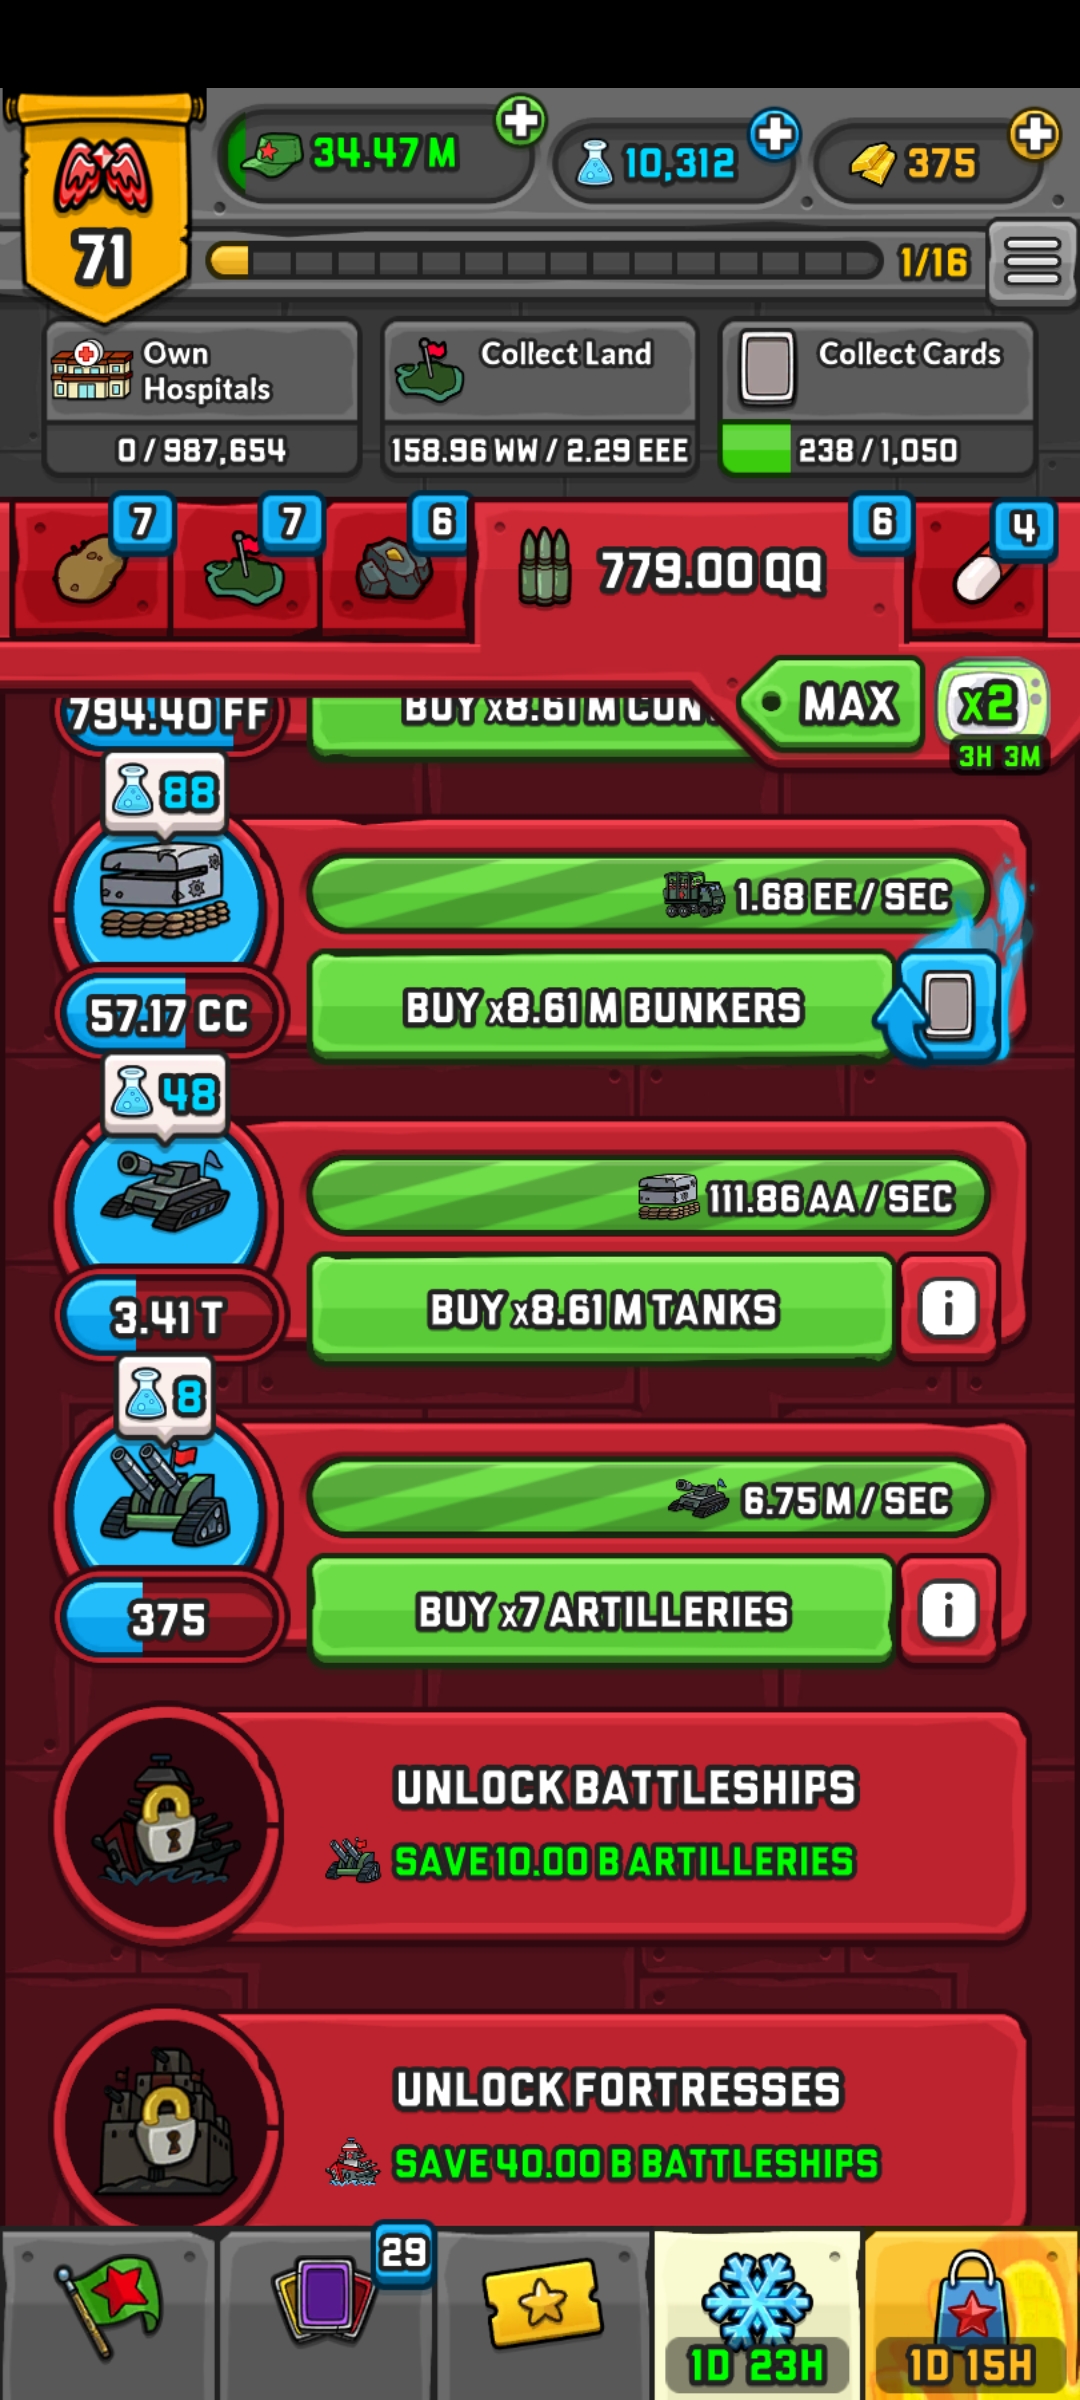 34.47 M
10,312
375
71
1/16
Own
Hospitals
Collect Land
Collect Cards
0 / 987,654
158.96 WW / 2.29 EEE
238 / 1,050
7
7
6
779.00 QQ
6
4
MAX
x2
3H 3M
794.40 FF
BUY x8.61 M
88
1.68 EE / SEC
57.17 CC
BUY x8.61 M BUNKERS
48
111.86 AA / SEC
3.41 T
BUY x8.61 M TANKS
i
8
6.75 M / SEC
375
BUY x7 ARTILLERIES
i
UNLOCK BATTLESHIPS
SAVE 10.00 B ARTILLERIES
UNLOCK FORTRESSES
SAVE 40.00 B BATTLESHIPS
29
1D 23H
1D 15H